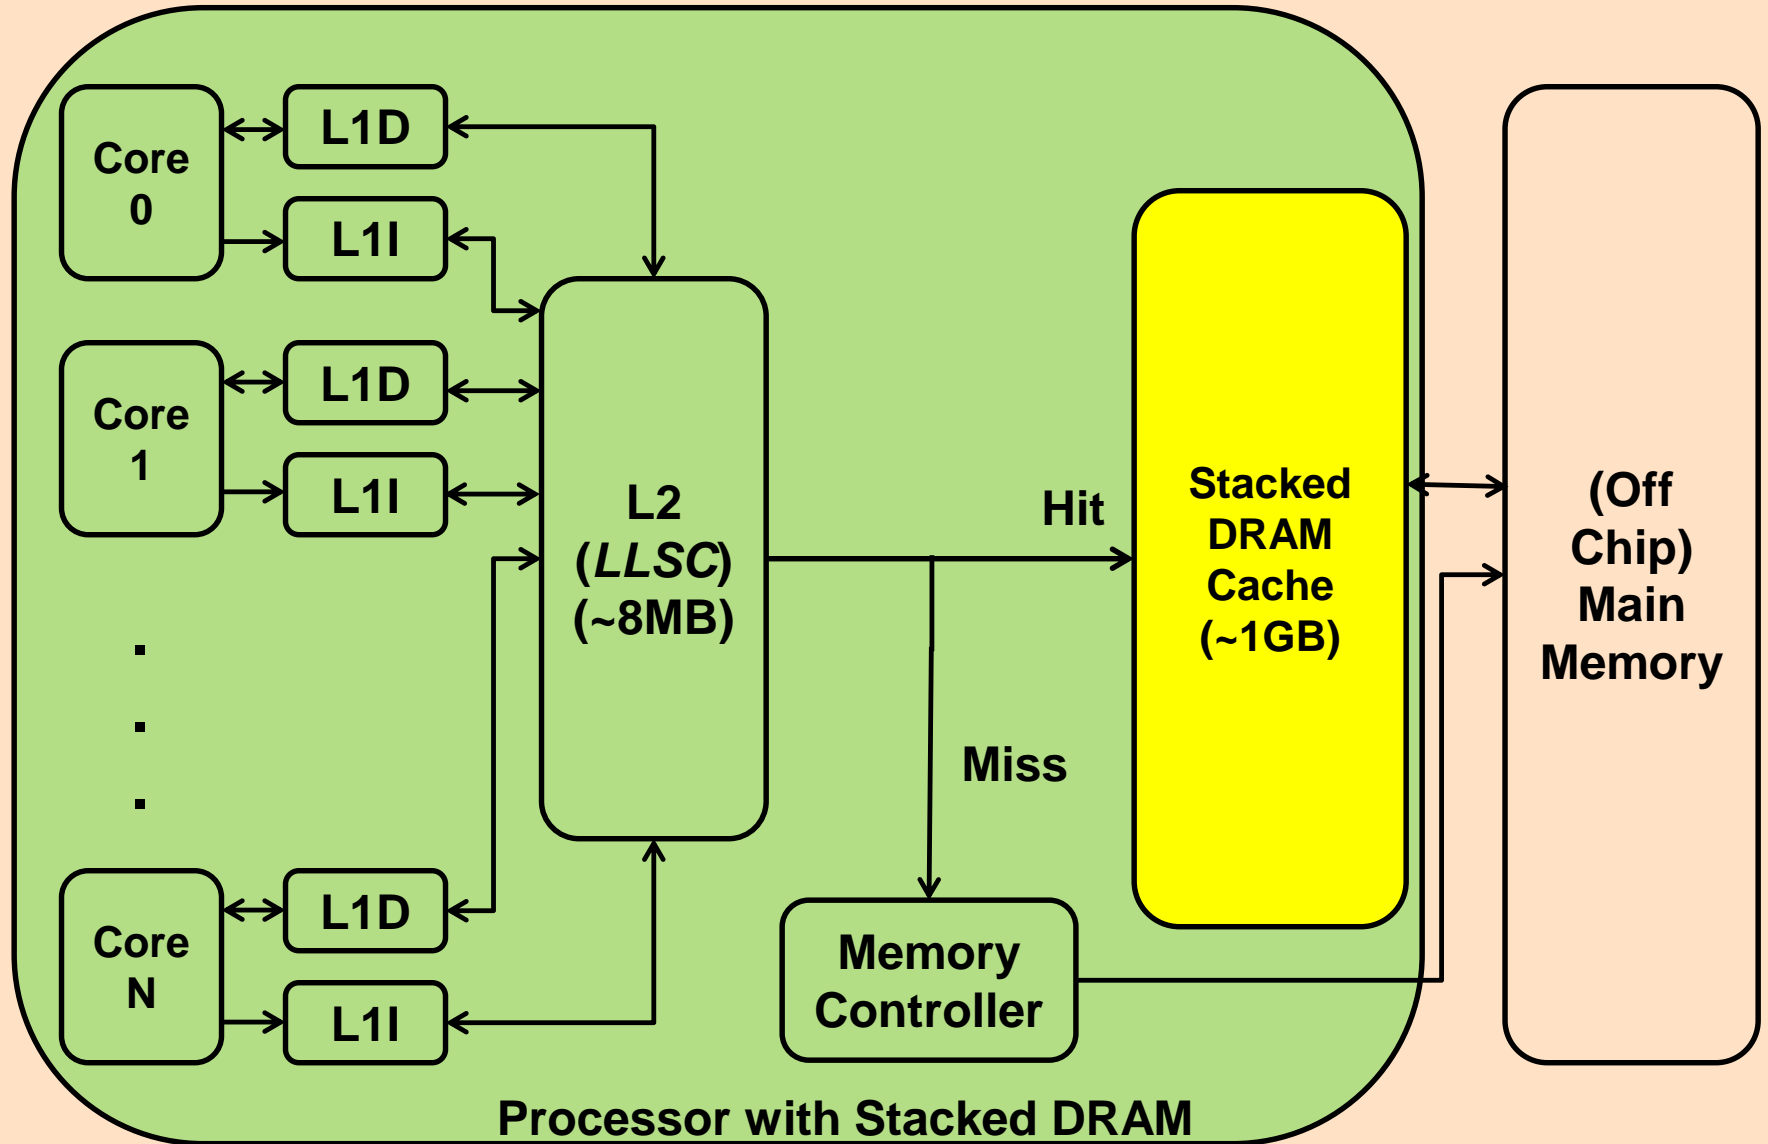 Core
0
L1D
L1I
Core
1
L1D
L1I
.
.
.
Core
N
L1D
L1I
L2
(LLSC)
(~8MB)
Hit
Miss
Memory
Controller
Stacked
DRAM
Cache
(~1GB)
(Off
Chip)
Main
Memory
Processor with Stacked DRAM